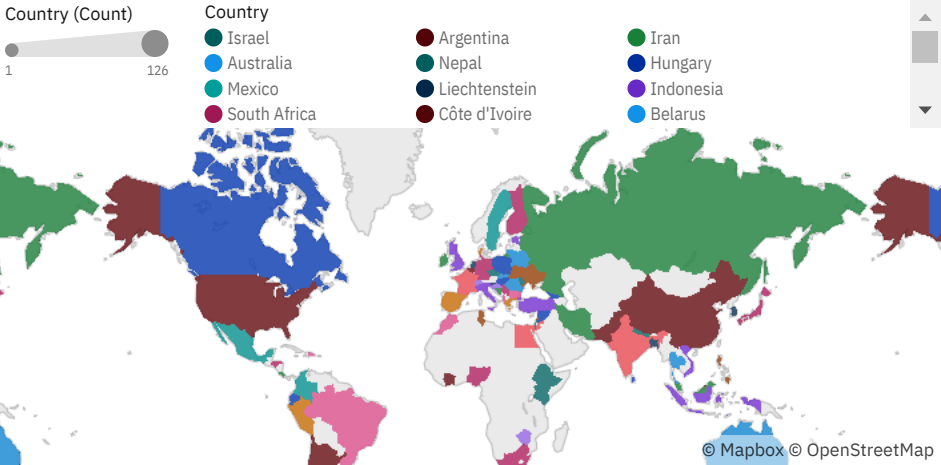 Country (Count)
1
126
Country
Israel
Australia
Mexico
South Africa
Argentina
Nepal
Liechtenstein
Côte d'Ivoire
Iran
Hungary
Indonesia
Belarus
© Mapbox © OpenStreetMap